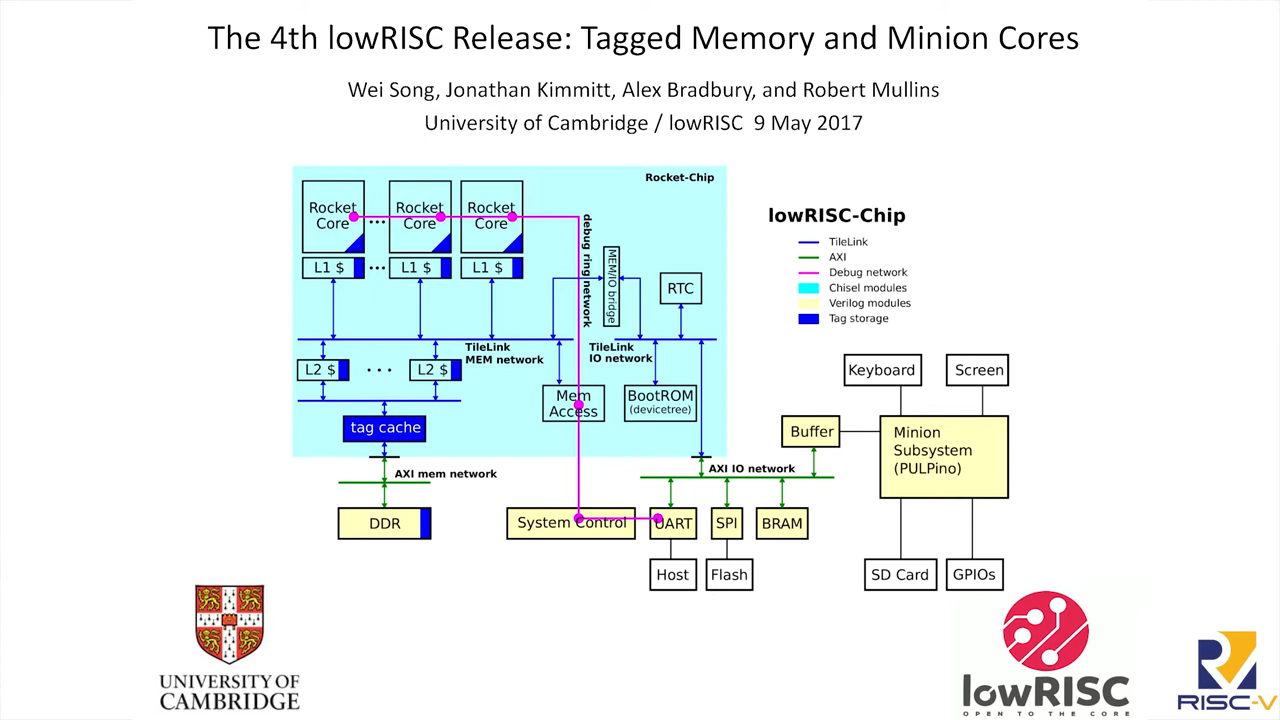 The 4th lowRISC Release: Tagged Memory and Minion Cores
Wei Song, Jonathan Kimmitt, Alex Bradbury, and Robert Mullins
University of Cambridge / lowRISC 9 May 2017
Rocket-Chip
Rocket
Core
...
Rocket
Core
Rocket
Core
L1 $
...
L1 $
L1 $
debug ring network
MEM/IO bridge
RTC
TileLink
MEM network
TileLink
IO network
L2 $
...
L2 $
Mem
Access
BootROM
(devicetree)
tag cache
AXI mem network
AXI IO network
DDR
System Control
UART
SPI
BRAM
Host
Flash
lowRISC-Chip
TileLink
AXI
Debug network
Chisel modules
Verilog modules
Tag storage
Keyboard
Screen
Buffer
Minion
Subsystem
(PULPino)
SD Card
GPIOs
UNIVERSITY OF
CAMBRIDGE
lowRISC
OPEN TO THE CORE
RISC-V